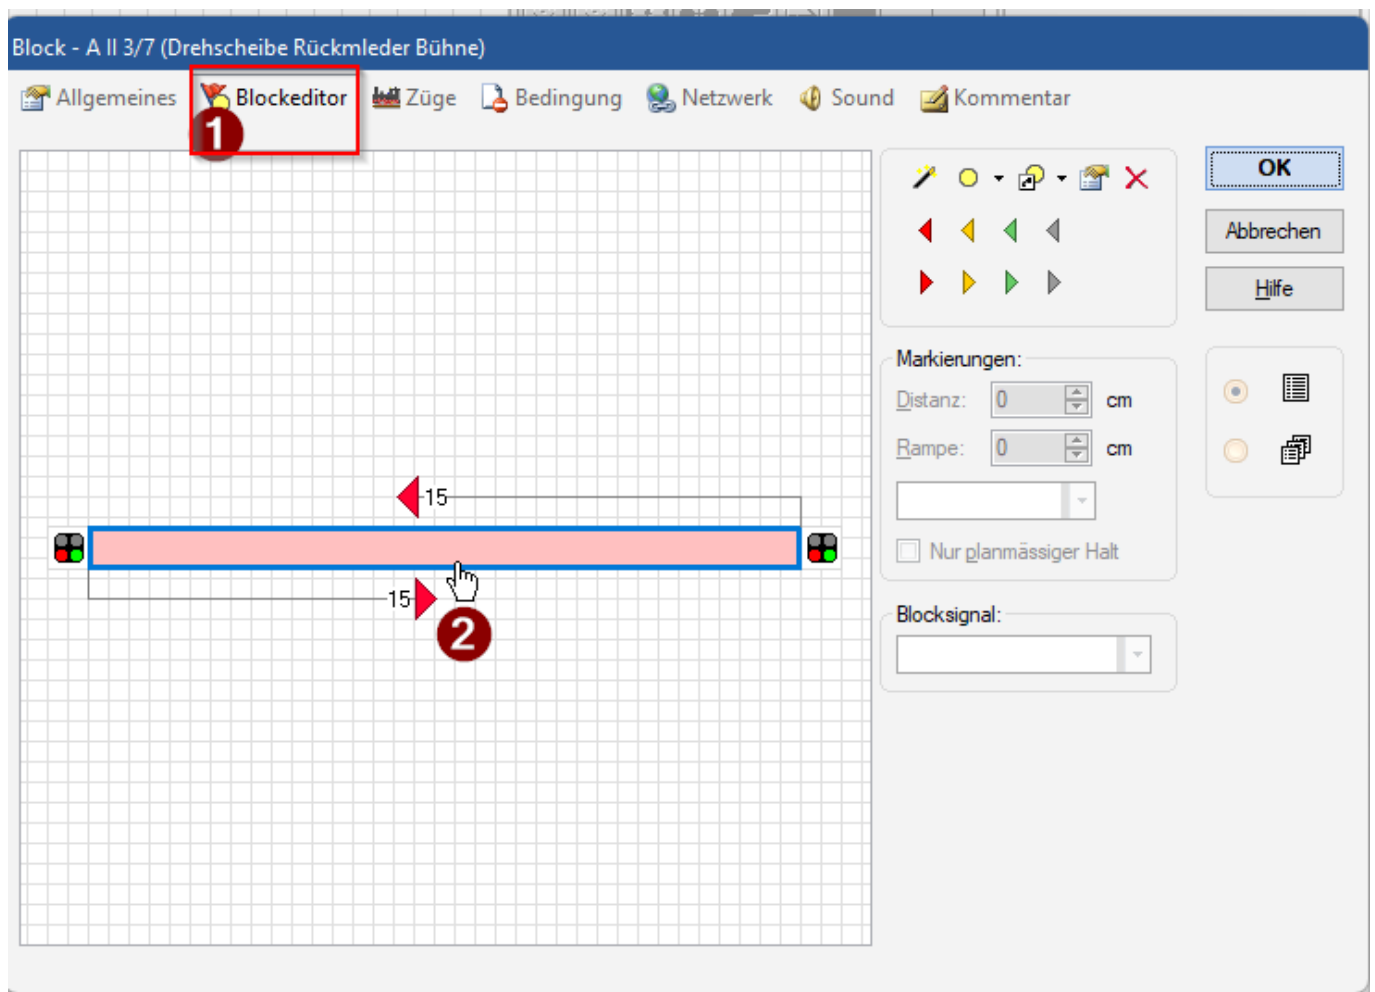 Block - A II 3/7 (Drehscheibe Rückmleder Bühne)
Allgemeines Blockeditor Züge Bedingung Netzwerk Sound Kommentar
1
OK
Abbrechen
Hilfe
Markierungen:
Distanz: 0 cm
Rampe: 0 cm
Nur planmässiger Halt
Blocksignal:
15
15
2